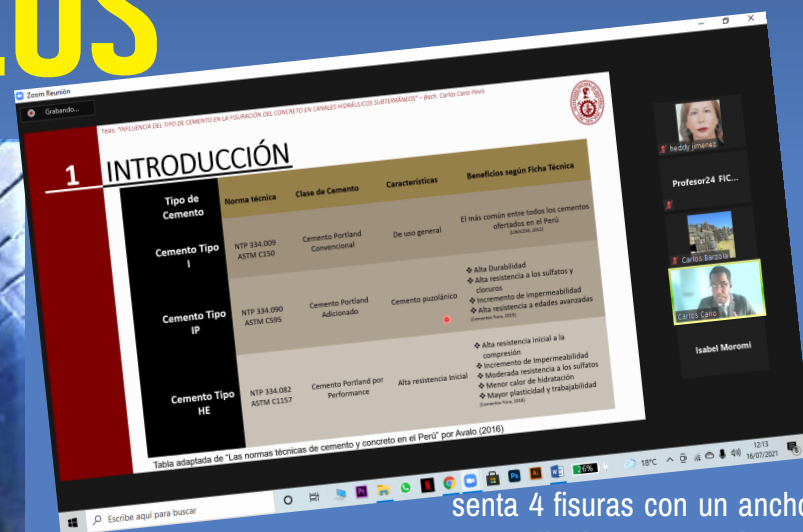 LOS
Zoom Reunión
Grabando...
Tesis: "INFLUENCIA DEL TIPO DE CEMENTO EN LA FISURACIÓN DEL CONCRETO EN CANALES HIDRÁULICOS SUBTERRÁNEOS" – Bach. Carlos Cano Pavis
1 INTRODUCCIÓN
Tipo de
Cemento
Norma técnica
Clase de Cemento
Características
Beneficios según Ficha Técnica
Cemento Tipo
I
NTP 334.009
ASTM C150
Cemento Portland
Convencional
De uso general
El más común entre todos los cementos
ofertados en el Perú
Cemento Tipo
IP
NTP 334.090
ASTM C595
Cemento Portland
Adicionado
Cemento puzolánico
❖ Alta Durabilidad
❖ Alta resistencia a los sulfatos y
cloruros
❖ Incremento de impermeabilidad
❖ Alta resistencia a edades avanzadas
Cemento Tipo
HE
NTP 334.082
ASTM C1157
Cemento Portland por
Performance
Alta resistencia Inicial
❖ Alta resistencia inicial a la
compresión
❖ Incremento de Impermeabilidad
❖ Moderada resistencia a los sulfatos
❖ Menor calor de hidratación
❖ Mayor plasticidad y trabajabilidad
Tabla adaptada de "Las normas técnicas de cemento y concreto en el Perú" por Avalo (2016)
heddy jimenez
Profesor24 FIC...
Carlos Barzola
Carlos Cano
Isabel Moromi
Escribe aquí para buscar
26%
18°C
12:13
16/07/2021
senta 4 fisuras con un ancho